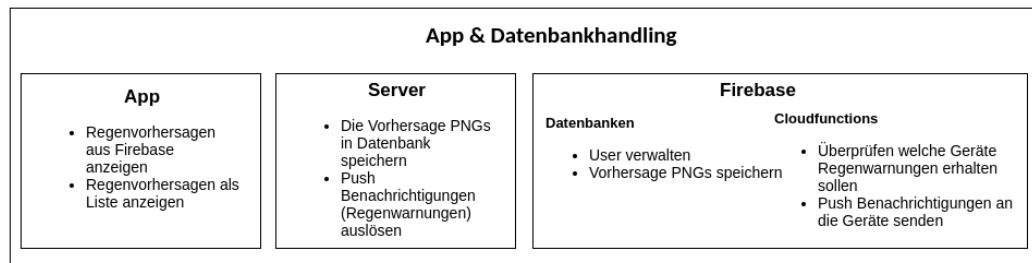 App & Datenbankhandling
App
• Regenvorhersagen
aus Firebase
anzeigen
• Regenvorhersagen als
Liste anzeigen
Server
• Die Vorhersage PNGs
in Datenbank
speichern
• Push
Benachrichtigungen
(Regenwarnungen)
auslösen
Firebase
Datenbanken
• User verwalten
• Vorhersage PNGs speichern
Cloudfunctions
• Überprüfen welche Geräte
Regenwarnungen erhalten
sollen
• Push Benachrichtigungen an
die Geräte senden